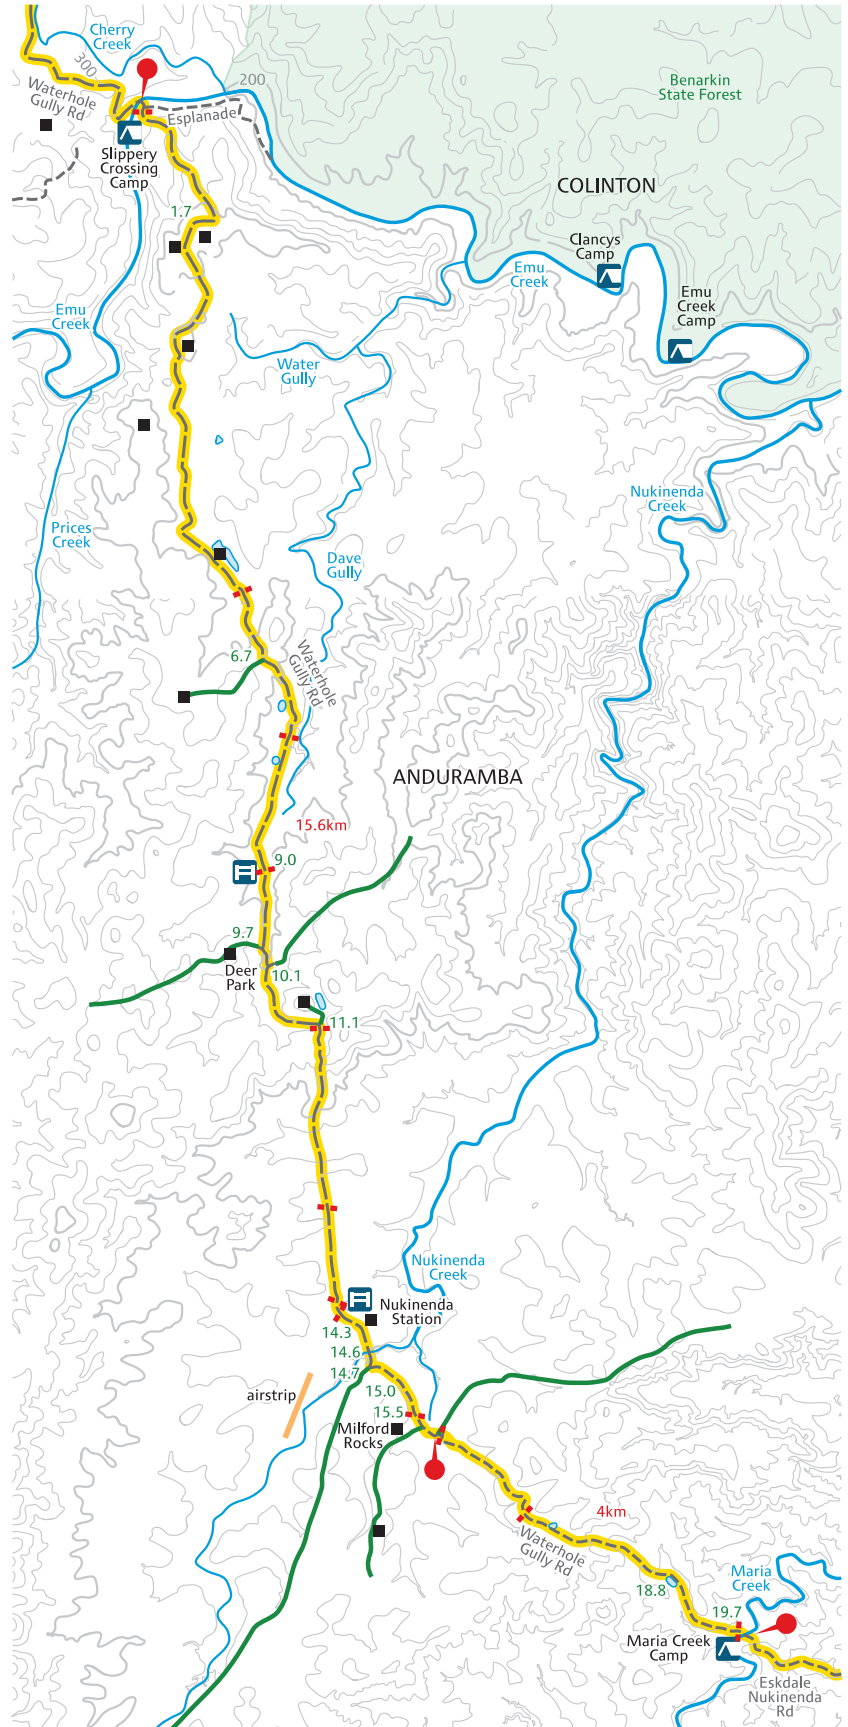 Cherry
Creek
300
200
Waterhole
Gully Rd
Esplanade
Benarkin
State Forest
Slippery
Crossing
Camp
COLINTON
1.7
Clancys
Camp
Emu
Creek
Emu
Creek
Camp
Emu
Creek
Water
Gully
Nukinenda
Creek
Prices
Creek
Dave
Gully
6.7
Waterhole
Gully Rd
ANDURAMBA
15.6km
9.0
9.7
Deer
Park
10.1
11.1
Nukinenda
Creek
Nukinenda
Station
14.3
14.6
14.7
airstrip
15.0
15.5
Milford
Rocks
4km
Waterhole
Gully Rd
Maria
Creek
18.8
19.7
Maria Creek
Camp
Eskdale
Nukinenda
Rd